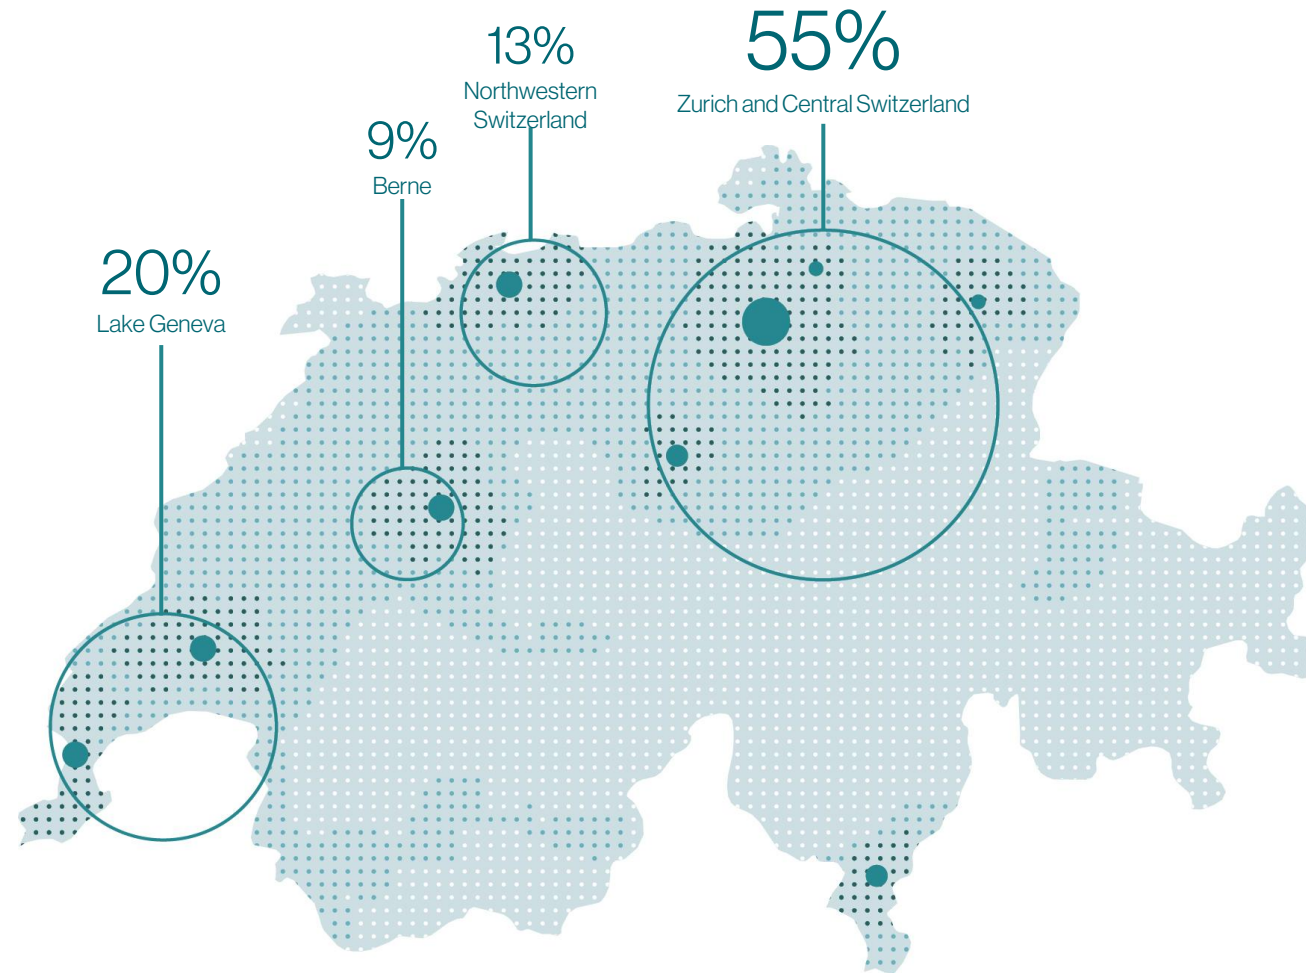 55%
Zurich and Central Switzerland
13%
Northwestern
Switzerland
9%
Berne
20%
Lake Geneva